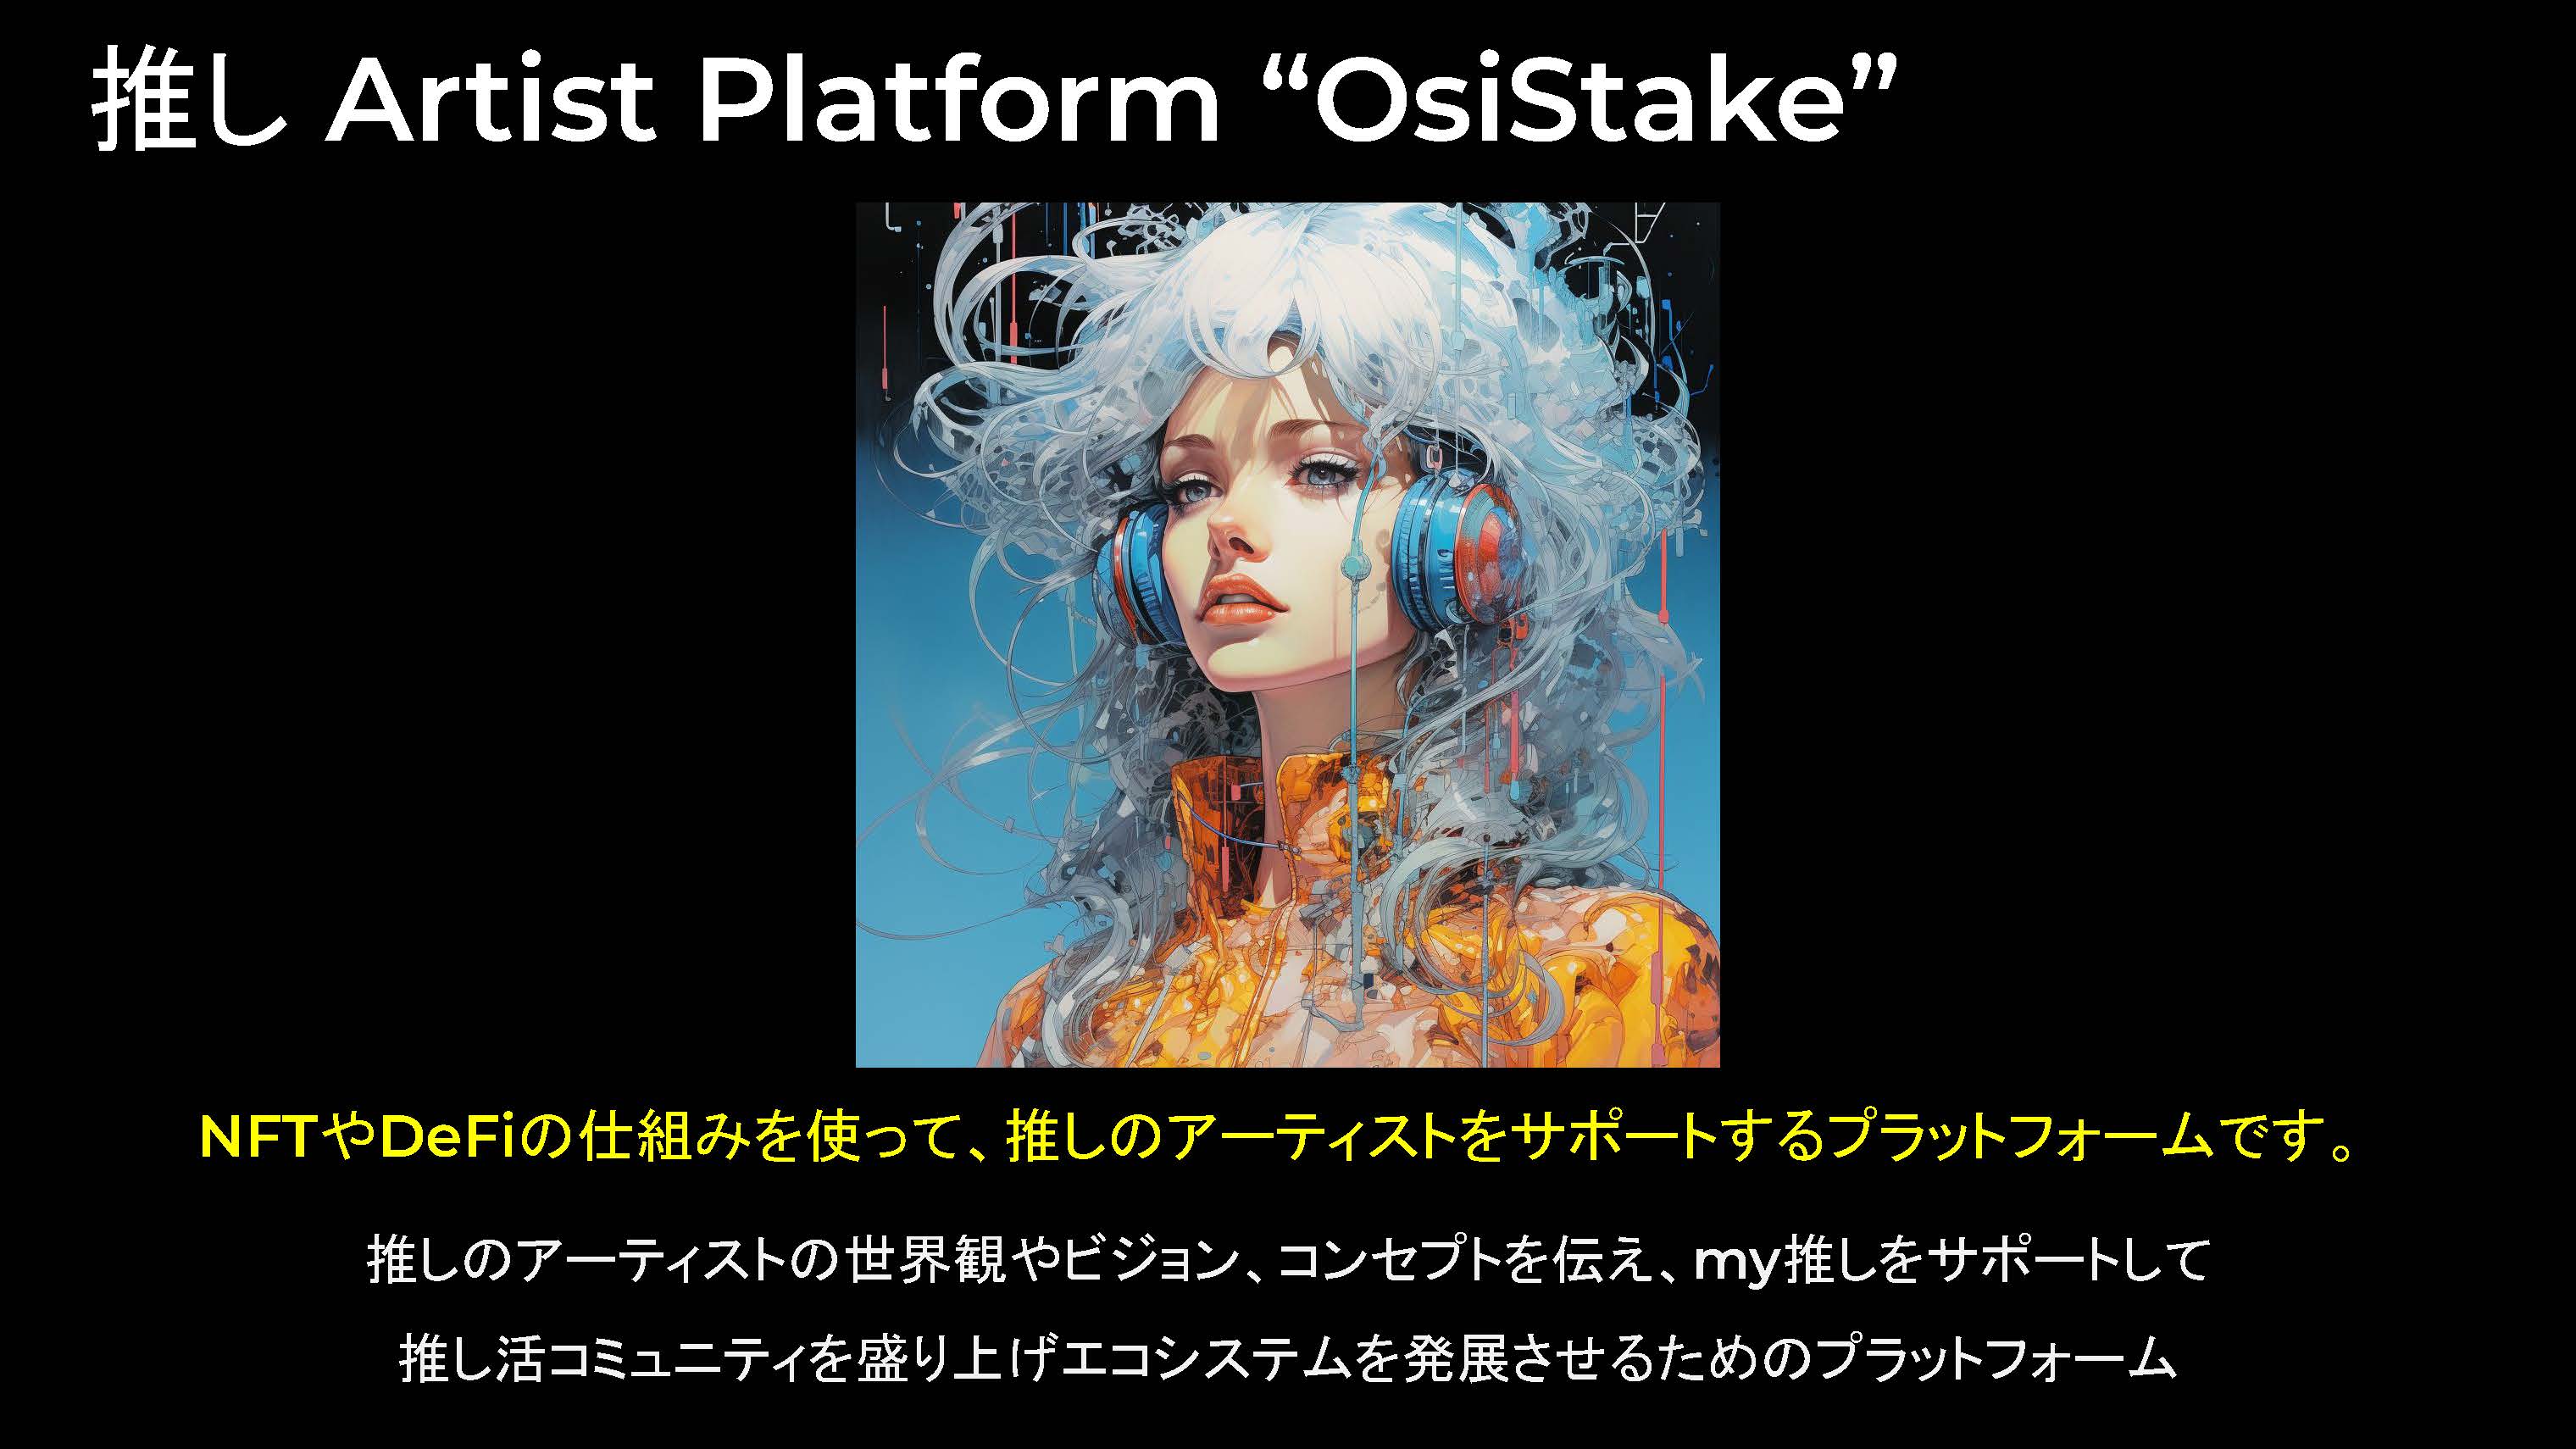 推し Artist Platform “OsiStake”
NFTやDeFiの仕組みを使って、推しのアーティストをサポートするプラットフォームです。
推しのアーティストの世界観やビジョン、コンセプトを伝え、my推しをサポートして
推し活コミュニティを盛り上げエコシステムを発展させるためのプラットフォーム